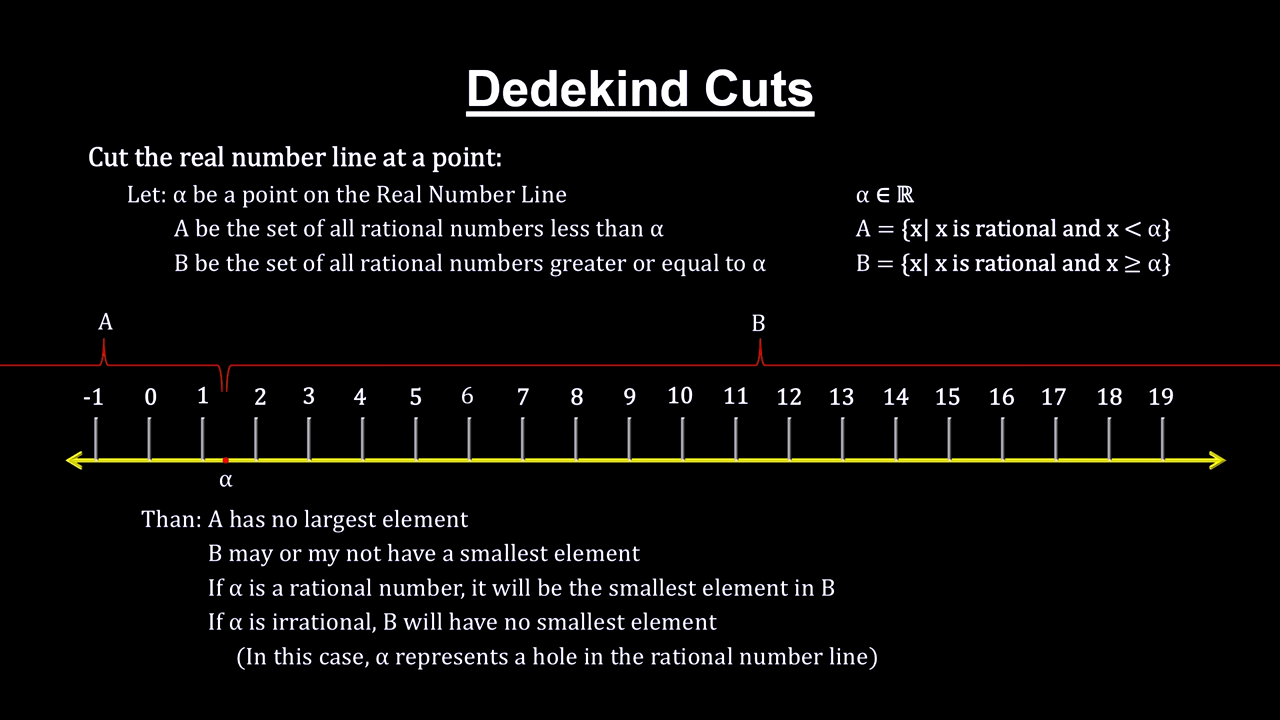 Dedekind Cuts
Cut the real number line at a point:
Let: α be a point on the Real Number Line
A be the set of all rational numbers less than α
B be the set of all rational numbers greater or equal to α
α ∈ ℝ
A = {x| x is rational and x < α}
B = {x| x is rational and x ≥ α}
A B
-1 0 1 2 3 4 5 6 7 8 9 10 11 12 13 14 15 16 17 18 19
α
Than: A has no largest element
B may or my not have a smallest element
If α is a rational number, it will be the smallest element in B
If α is irrational, B will have no smallest element
(In this case, α represents a hole in the rational number line)